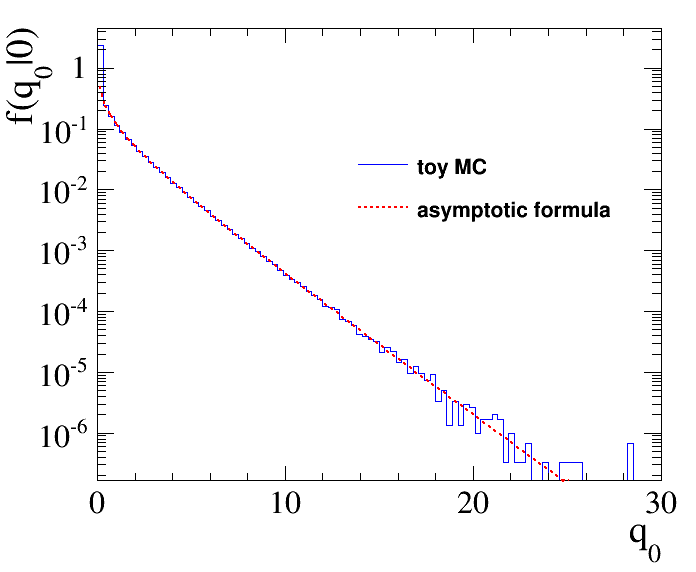 f(q₀|0)
1
10⁻¹
10⁻²
10⁻³
10⁻⁴
10⁻⁵
10⁻⁶
toy MC
asymptotic formula
0 10 20 30
q₀